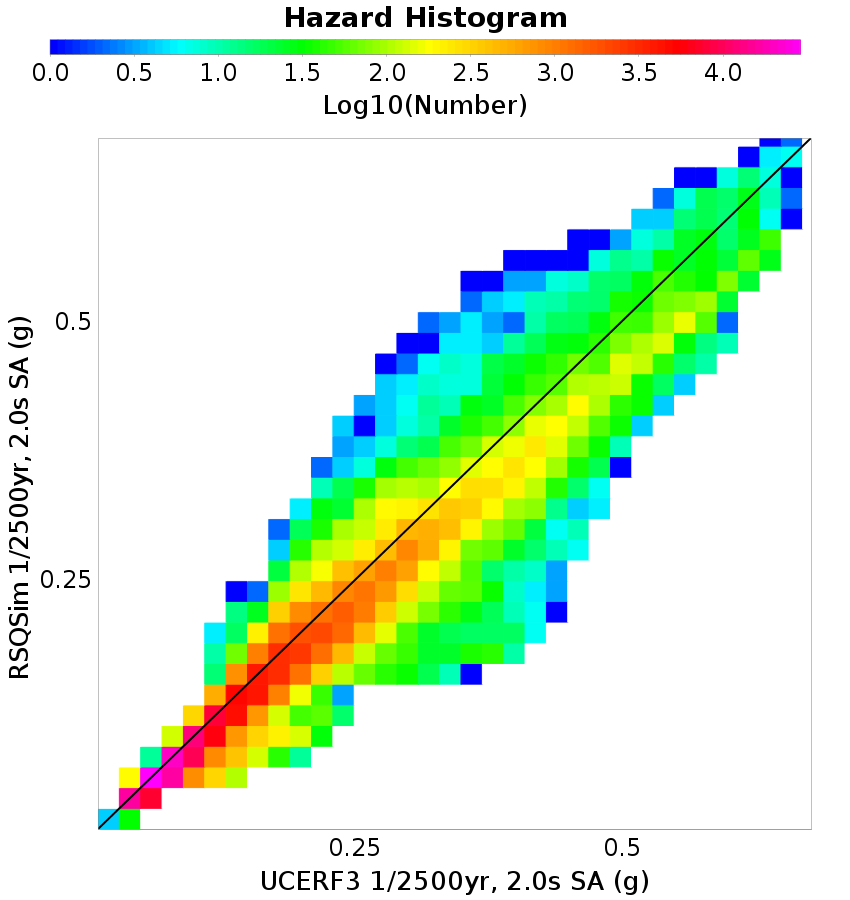 Hazard Histogram
0.0 0.5 1.0 1.5 2.0 2.5 3.0 3.5 4.0
Log10(Number)
RSQSim 1/2500yr, 2.0s SA (g)
0.5
0.25
0.25 0.5
UCERF3 1/2500yr, 2.0s SA (g)